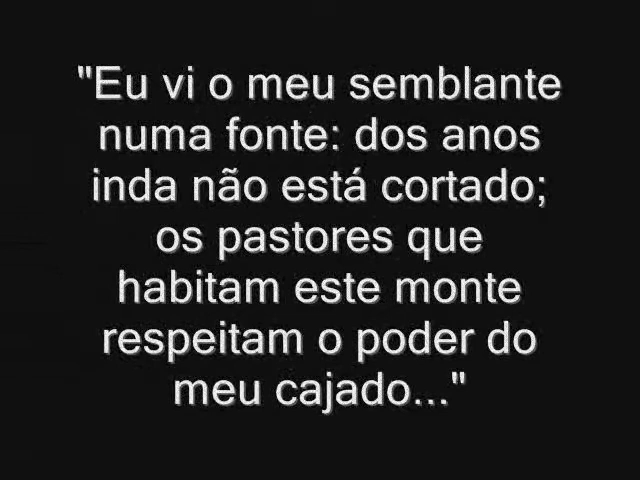 "Eu vi o meu semblante
numa fonte: dos anos
inda não está cortado;
os pastores que
habitam este monte
respeitam o poder do
meu cajado..."